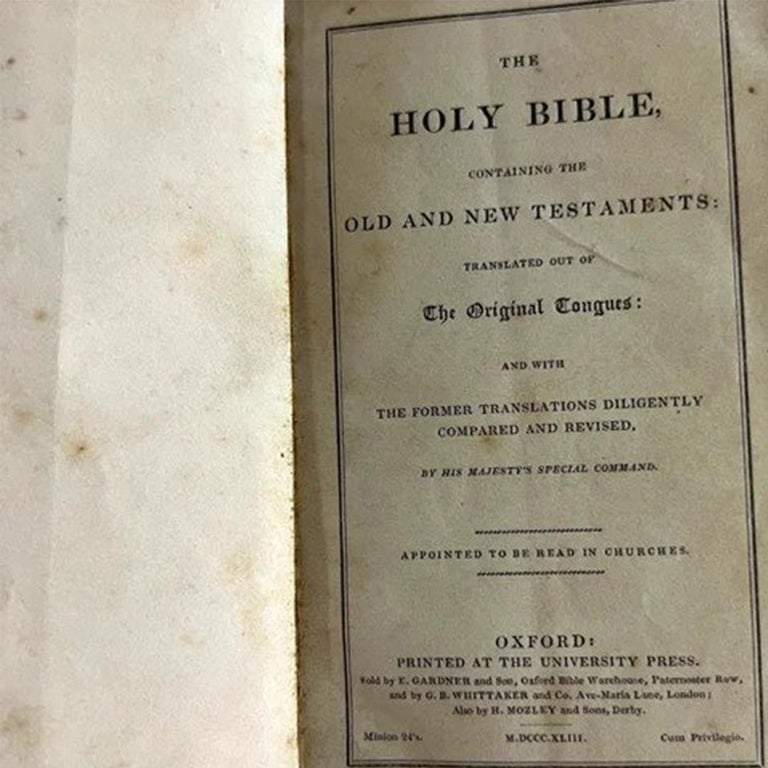 THE
HOLY BIBLE,
CONTAINING THE
OLD AND NEW TESTAMENTS:
TRANSLATED OUT OF
The Original Tongues:
AND WITH
THE FORMER TRANSLATIONS DILIGENTLY
COMPARED AND REVISED,
BY HIS MAJESTY'S SPECIAL COMMAND.
APPOINTED TO BE READ IN CHURCHES.
OXFORD:
PRINTED AT THE UNIVERSITY PRESS.
Sold by E. GARDNER and Son, Oxford Bible Warehouse, Paternoster Row,
and by G. B. WHITTAKER and Co. Ave-Maria Lane, London;
Also by H. MOZLEY and Sons, Derby.
Minion 24's. M.DCCC.XLIII. Cum Privilegio.